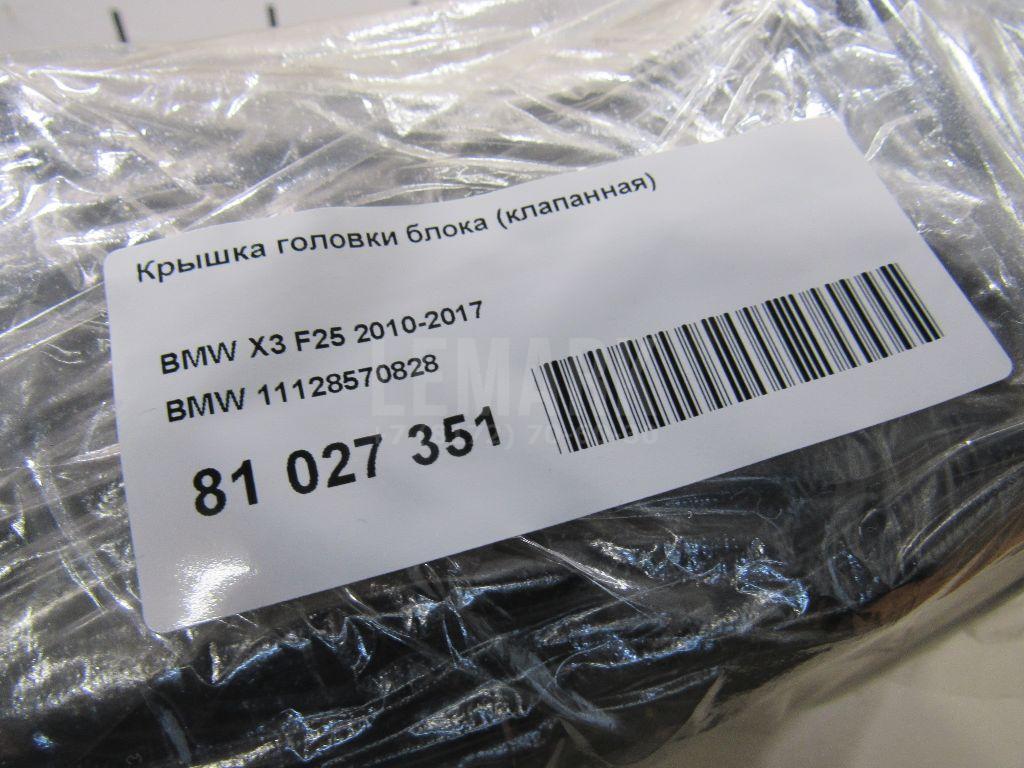 Крышка головки блока (клапанная)
BMW X3 F25 2010-2017
BMW 11128570828
81 027 351